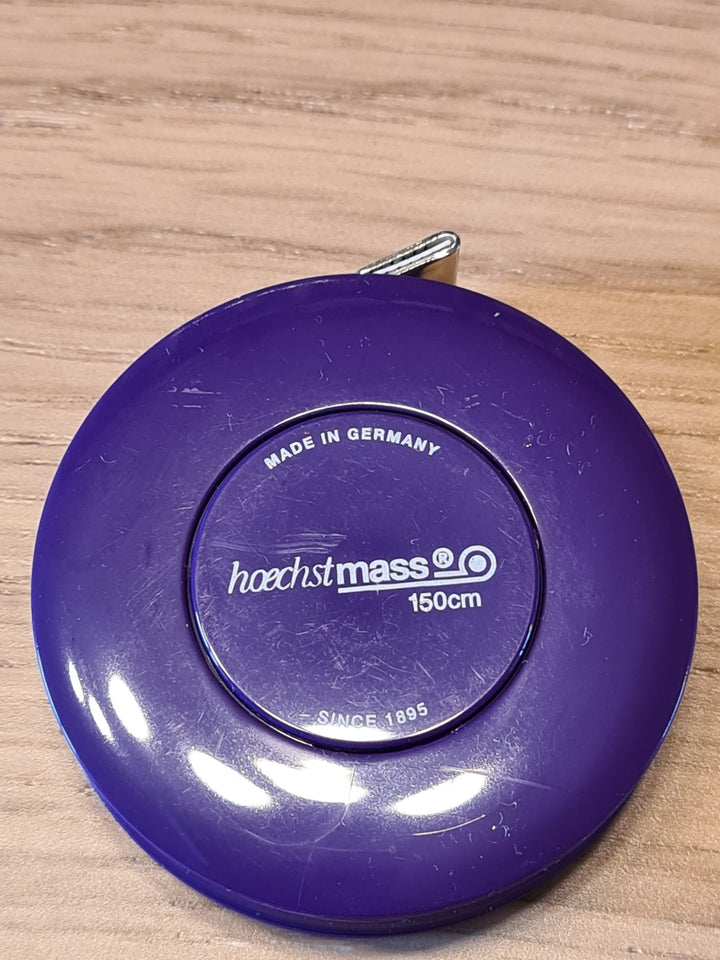 MADE IN GERMANY
hoechstmass®
150cm
SINCE 1895